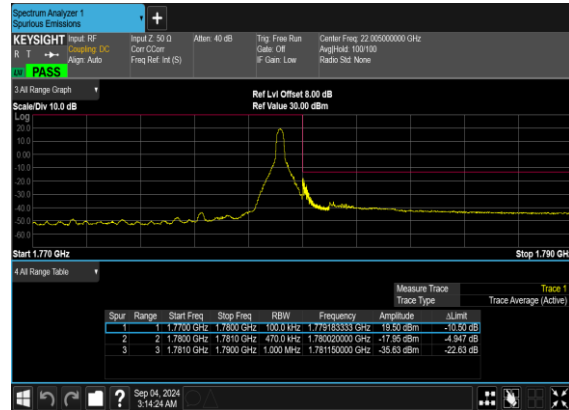 Spectrum Analyzer 1
Spurious Emissions
+
KEYSIGHT Input: RF Input Z: 50 Ω Atten: 40 dB Trig: Free Run Center Freq: 22.005000000 GHz
R T Coupling: DC Corr CCorr Gate: Off Avg|Hold: 100/100
Align: Auto Freq Ref: Int (S) IF Gain: Low Radio Std: None
PASS
3 All Range Graph
Ref Lvl Offset 8.00 dB
Scale/Div 10.0 dB Ref Value 30.00 dBm
Log
20.0
10.0
0.00
-10.0
-20.0
-30.0
-40.0
-50.0
-60.0
Start 1.770 GHz Stop 1.790 GH
4 All Range Table
Measure Trace Trace 1
Trace Type Trace Average (Active)
Spur Range Start Freq Stop Freq RBW Frequency Amplitude ΔLimit
1 1 1.7700 GHz 1.7800 GHz 100.0 kHz 1.779183333 GHz 19.50 dBm -10.50 dB
2 2 1.7800 GHz 1.7810 GHz 470.0 kHz 1.780020000 GHz -17.95 dBm -4.947 dB
3 3 1.7810 GHz 1.7900 GHz 1.000 MHz 1.781150000 GHz -35.63 dBm -22.63 dB
? Sep 04, 2024
3:14:24 AM